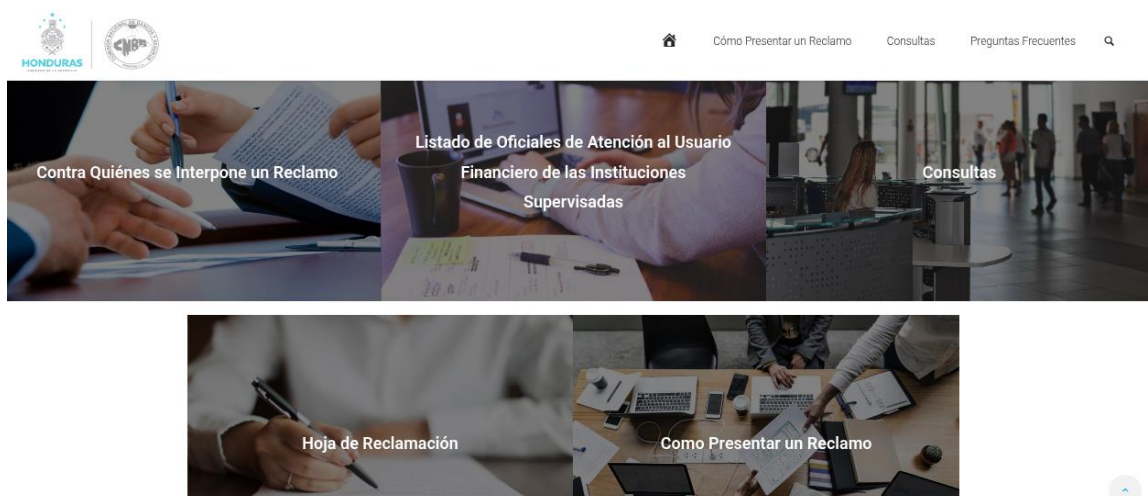 HONDURAS
CNBS
Cómo Presentar un Reclamo
Consultas
Preguntas Frecuentes
Contra Quiénes se Interpone un Reclamo
Listado de Oficiales de Atención al Usuario
Financiero de las Instituciones
Supervisadas
Consultas
Hoja de Reclamación
Como Presentar un Reclamo